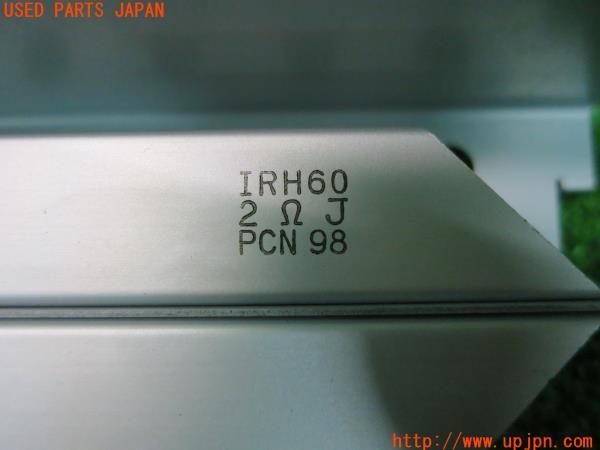 USED PARTS JAPAN
IRH60
2 Ω J
PCN 98
http://www.upjpn.com/